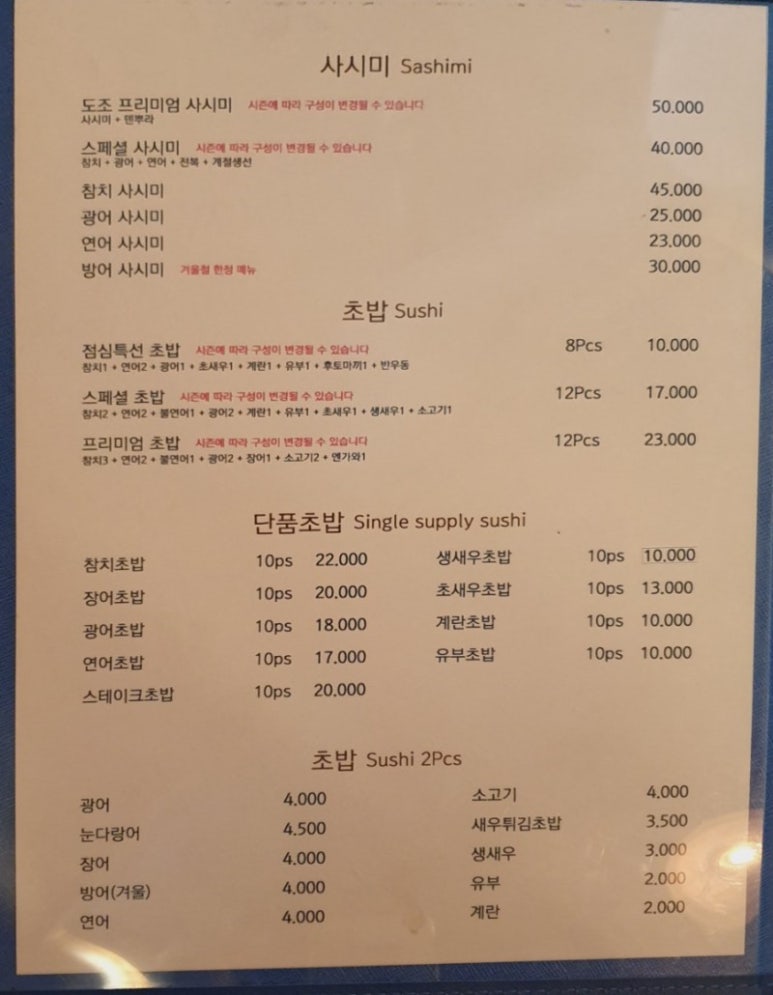 사시미 Sashimi
도조 프리미엄 사시미 시즌에 따라 구성이 변경될 수 있습니다 50.000
사시미 + 덴뿌라
스페셜 사시미 시즌에 따라 구성이 변경될 수 있습니다 40.000
참치 + 광어 + 연어 + 전복 + 계절생선
참치 사시미 45.000
광어 사시미 25.000
연어 사시미 23.000
방어 사시미 겨울철 한정 메뉴 30.000
초밥 Sushi
점심특선 초밥 시즌에 따라 구성이 변경될 수 있습니다 8Pcs 10.000
참치1 + 연어2 + 광어1 + 초새우1 + 계란1 + 유부1 + 후토마끼1 + 반우동
스페셜 초밥 시즌에 따라 구성이 변경될 수 있습니다 12Pcs 17.000
참치2 + 연어2 + 불연어1 + 광어2 + 계란1 + 유부1 + 초새우1 + 생새우1 + 소고기1
프리미엄 초밥 시즌에 따라 구성이 변경될 수 있습니다 12Pcs 23.000
참치3 + 연어2 + 불연어1 + 광어2 + 장어1 + 소고기2 + 엔가와1
단품초밥 Single supply sushi
참치초밥 10ps 22.000 생새우초밥 10ps 10.000
장어초밥 10ps 20.000 초새우초밥 10ps 13.000
광어초밥 10ps 18.000 계란초밥 10ps 10.000
연어초밥 10ps 17.000 유부초밥 10ps 10.000
스테이크초밥 10ps 20.000
초밥 Sushi 2Pcs
광어 4.000 소고기 4.000
눈다랑어 4.500 새우튀김초밥 3.500
장어 4.000 생새우 3.000
방어(겨울) 4.000 유부 2.000
연어 4.000 계란 2.000